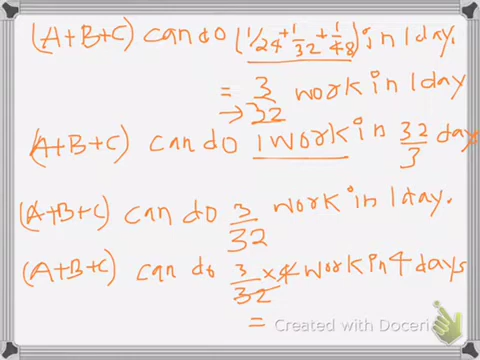 (A+B+C) can do (1/24+1/32+1/48) in 1 day.
= 3/32 work in 1 day
(A+B+C) can do 1 work in 32/3 days
(A+B+C) can do 3/32 work in 1 day.
(A+B+C) can do 3/32 × 4 work in 4 days
=
Created with Doceri